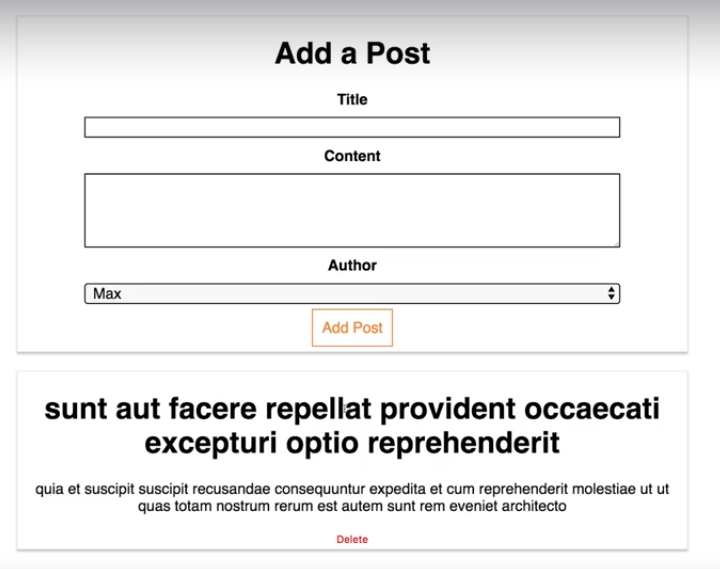 Add a Post
Title
Content
Author
Max
Add Post
sunt aut facere repellat provident occaecati
excepturi optio reprehenderit
quia et suscipit suscipit recusandae consequuntur expedita et cum reprehenderit molestiae ut ut
quas totam nostrum rerum est autem sunt rem eveniet architecto
Delete